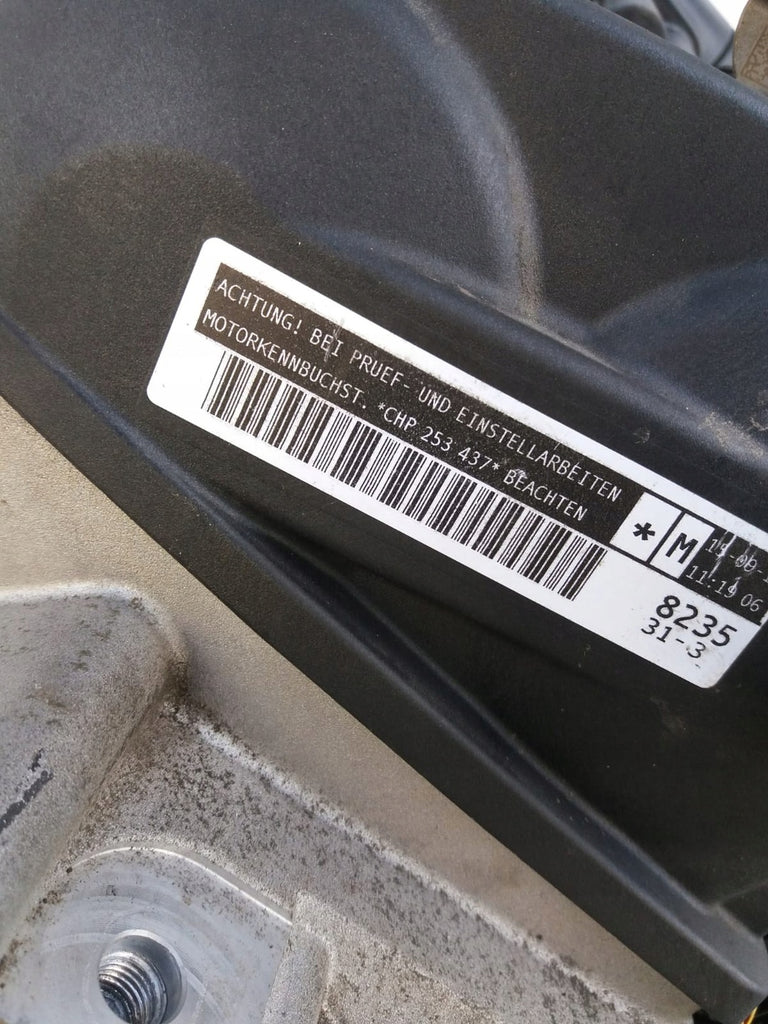 ACHTUNG! BEI PRUEF- UND EINSTELLARBEITEN
MOTORKENNBUCHST. *CHP 253 437* BEACHTEN
* M
11:19 06
8235
31-3